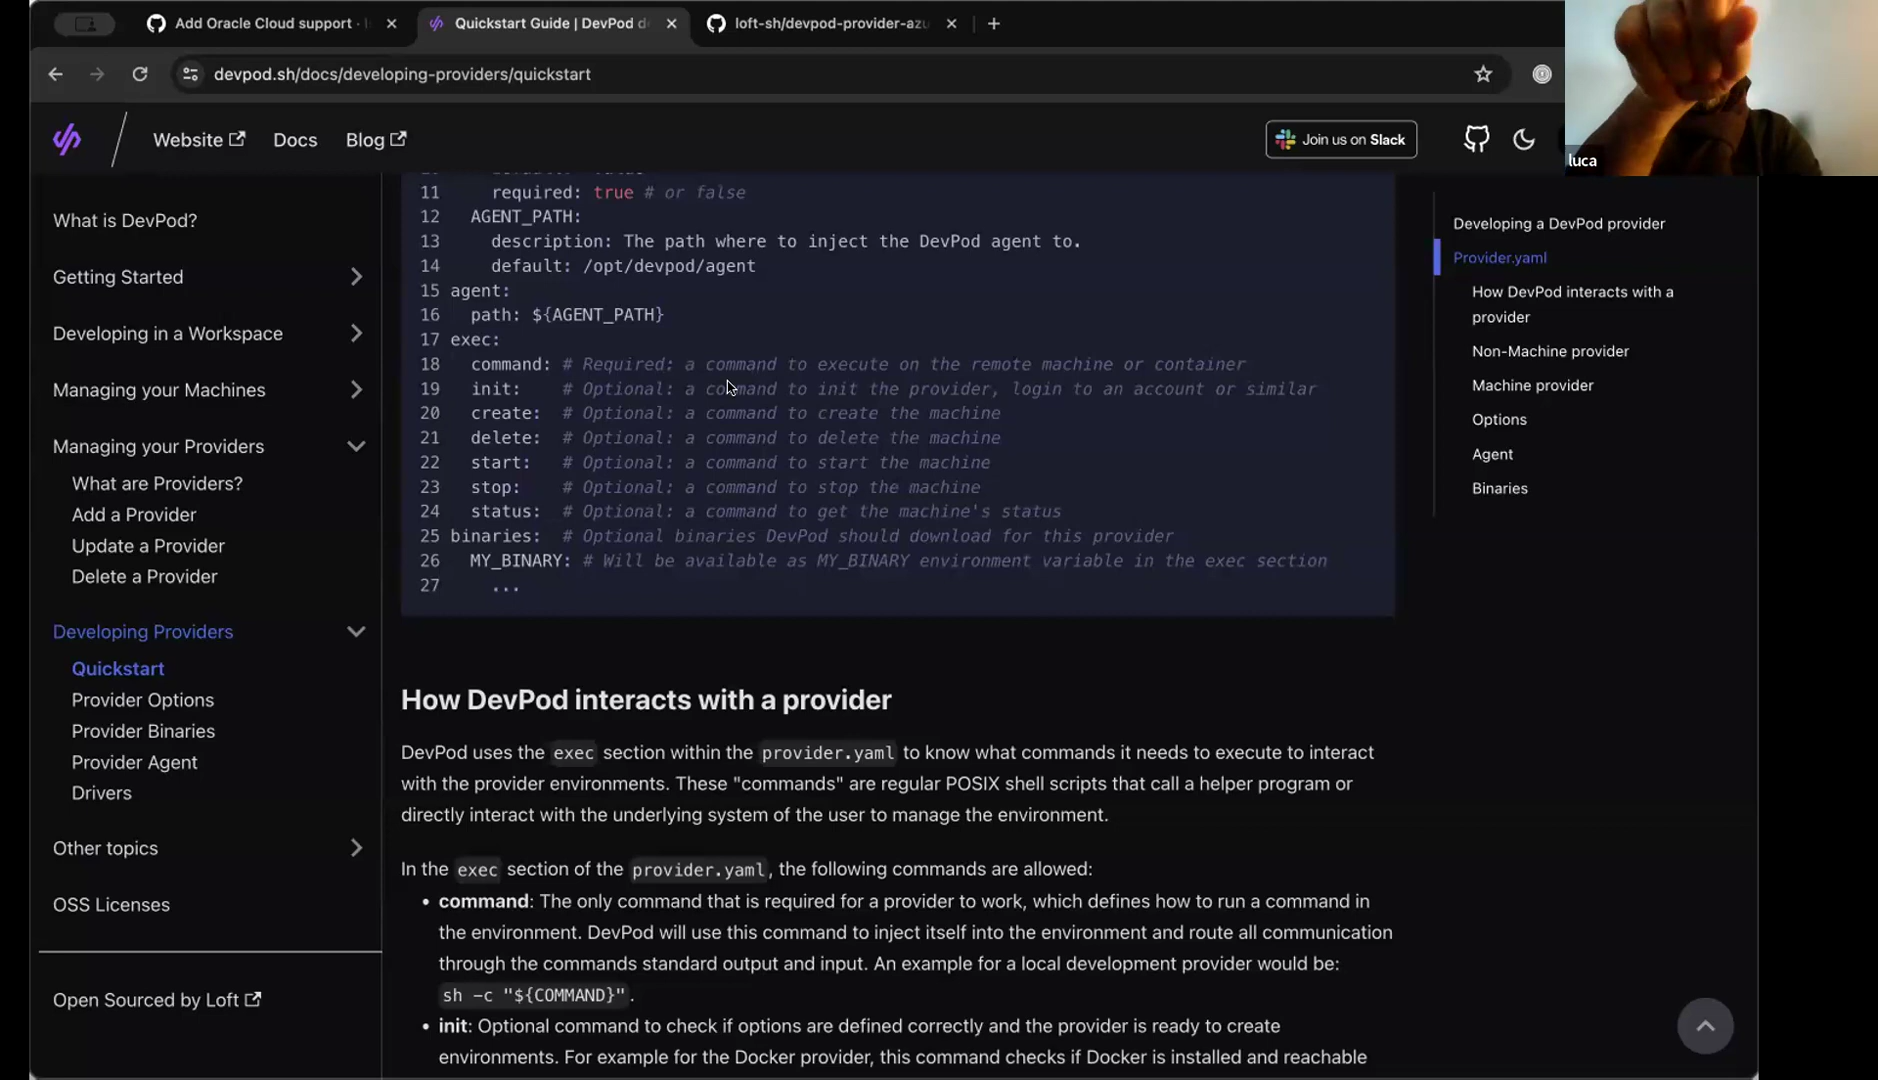 Add Oracle Cloud support ·
Quickstart Guide | DevPod d
loft-sh/devpod-provider-azu
devpod.sh/docs/developing-providers/quickstart
luca
Website
Docs
Blog
Join us on Slack
What is DevPod?
Getting Started
Developing in a Workspace
Managing your Machines
Managing your Providers
What are Providers?
Add a Provider
Update a Provider
Delete a Provider
Developing Providers
Quickstart
Provider Options
Provider Binaries
Provider Agent
Drivers
Other topics
OSS Licenses
Open Sourced by Loft
11 required: true # or false
12 AGENT_PATH:
13 description: The path where to inject the DevPod agent to.
14 default: /opt/devpod/agent
15 agent:
16 path: ${AGENT_PATH}
17 exec:
18 command: # Required: a command to execute on the remote machine or container
19 init: # Optional: a command to init the provider, login to an account or similar
20 create: # Optional: a command to create the machine
21 delete: # Optional: a command to delete the machine
22 start: # Optional: a command to start the machine
23 stop: # Optional: a command to stop the machine
24 status: # Optional: a command to get the machine's status
25 binaries: # Optional binaries DevPod should download for this provider
26 MY_BINARY: # Will be available as MY_BINARY environment variable in the exec section
27 ...
How DevPod interacts with a provider
DevPod uses the exec section within the provider.yaml to know what commands it needs to execute to interact
with the provider environments. These "commands" are regular POSIX shell scripts that call a helper program or
directly interact with the underlying system of the user to manage the environment.
In the exec section of the provider.yaml, the following commands are allowed:
• command: The only command that is required for a provider to work, which defines how to run a command in
the environment. DevPod will use this command to inject itself into the environment and route all communication
through the commands standard output and input. An example for a local development provider would be:
sh -c "${COMMAND}".
• init: Optional command to check if options are defined correctly and the provider is ready to create
environments. For example for the Docker provider, this command checks if Docker is installed and reachable
Developing a DevPod provider
Provider.yaml
How DevPod interacts with a
provider
Non-Machine provider
Machine provider
Options
Agent
Binaries